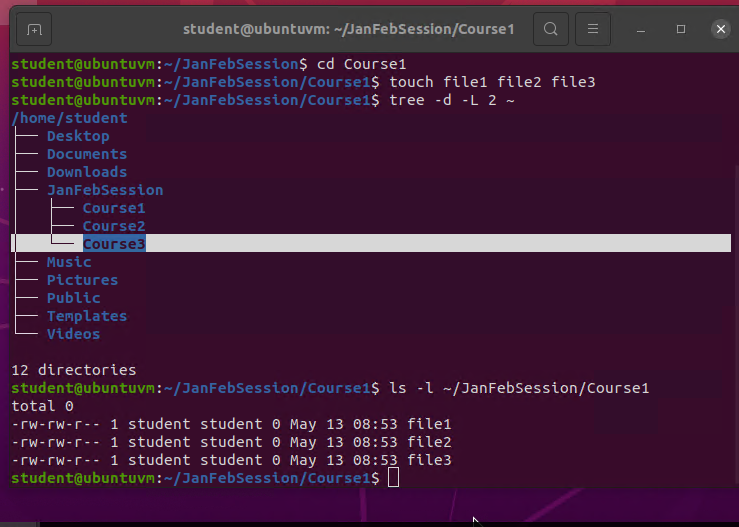 student@ubuntuvm: ~/JanFebSession/Course1
student@ubuntuvm:~/JanFebSession$ cd Course1
student@ubuntuvm:~/JanFebSession/Course1$ touch file1 file2 file3
student@ubuntuvm:~/JanFebSession/Course1$ tree -d -L 2 ~
/home/student
├── Desktop
├── Documents
├── Downloads
├── JanFebSession
│   ├── Course1
│   ├── Course2
│   └── Course3
├── Music
├── Pictures
├── Public
├── Templates
└── Videos
12 directories
student@ubuntuvm:~/JanFebSession/Course1$ ls -l ~/JanFebSession/Course1
total 0
-rw-rw-r-- 1 student student 0 May 13 08:53 file1
-rw-rw-r-- 1 student student 0 May 13 08:53 file2
-rw-rw-r-- 1 student student 0 May 13 08:53 file3
student@ubuntuvm:~/JanFebSession/Course1$